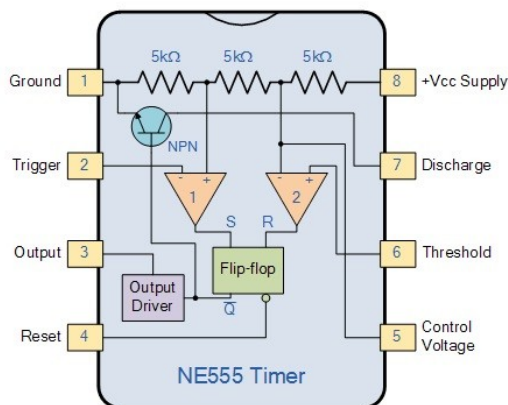 5kΩ 5kΩ 5kΩ
Ground 1 8 +Vcc Supply
NPN
Trigger 2 7 Discharge
- + - +
1 2
S R
Output 3 6 Threshold
Flip-flop
Output
Driver
Q̅
Reset 4 5 Control
Voltage
NE555 Timer